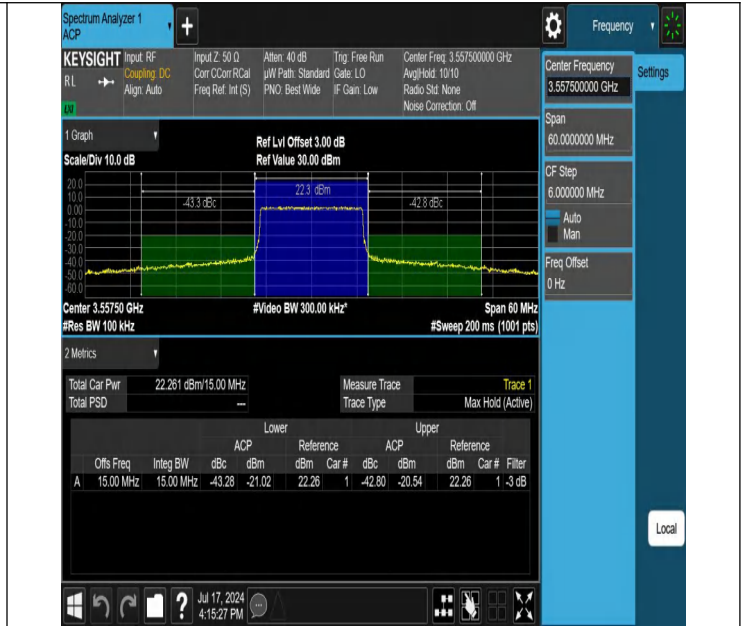 Spectrum Analyzer 1
ACP
+
Frequency
KEYSIGHT
RL
LXI
Input: RF
Coupling: DC
Align: Auto
Input Z: 50 Ω
Corr CCorr RCal
Freq Ref: Int (S)
Atten: 40 dB
µW Path: Standard
PNO: Best Wide
Trig: Free Run
Gate: LO
IF Gain: Low
Center Freq: 3.557500000 GHz
Avg|Hold: 10/10
Radio Std: None
Noise Correction: Off
Center Frequency
3.557500000 GHz
Settings
Span
60.0000000 MHz
CF Step
6.000000 MHz
Auto
Man
Freq Offset
0 Hz
1 Graph
Scale/Div 10.0 dB
Ref Lvl Offset 3.00 dB
Ref Value 30.00 dBm
20.0
10.0
0.00
-10.0
-20.0
-30.0
-40.0
-50.0
-60.0
-43.3 dBc
22.3 dBm
-42.8 dBc
Center 3.55750 GHz
#Video BW 300.00 kHz*
Span 60 MHz
#Res BW 100 kHz
#Sweep 200 ms (1001 pts)
2 Metrics
Total Car Pwr 22.261 dBm/15.00 MHz
Total PSD ---
Measure Trace Trace 1
Trace Type Max Hold (Active)
Lower Upper
ACP Reference ACP Reference
Offs Freq Integ BW dBc dBm dBm Car # dBc dBm dBm Car # Filter
A 15.00 MHz 15.00 MHz -43.28 -21.02 22.26 1 -42.80 -20.54 22.26 1 -3 dB
Local
?
Jul 17, 2024
4:15:27 PM